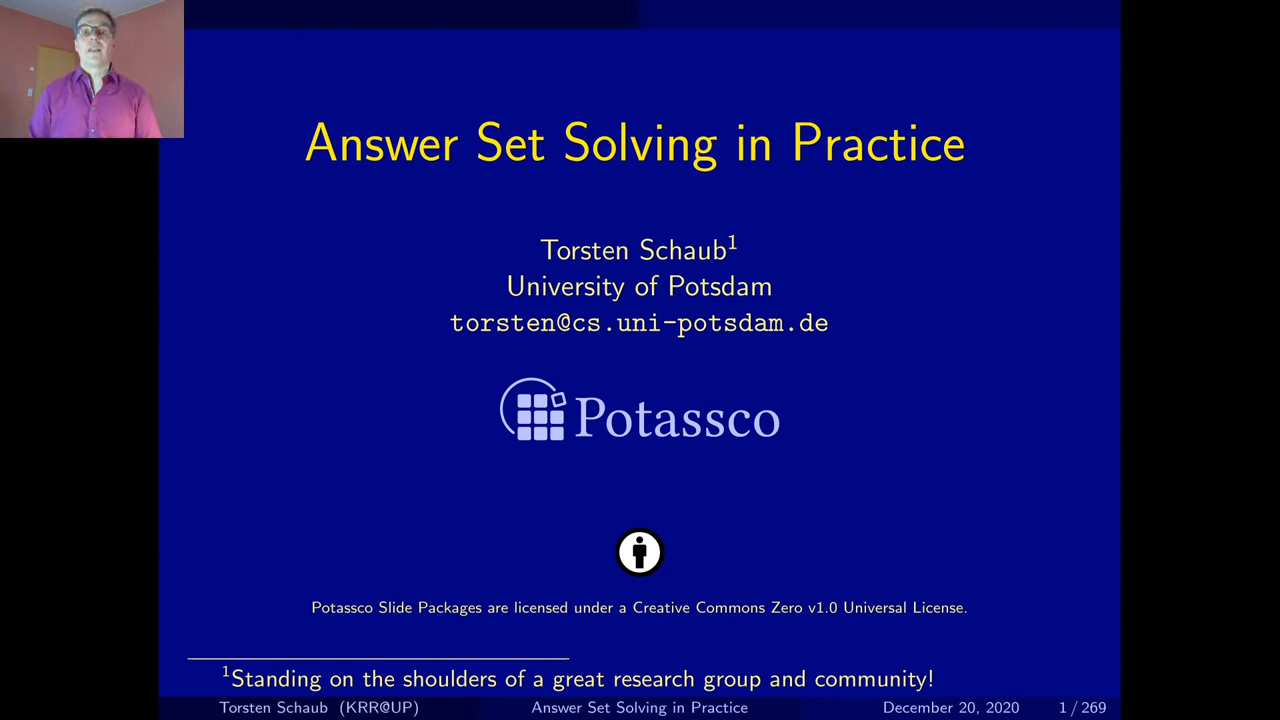 Answer Set Solving in Practice
Torsten Schaub¹
University of Potsdam
torsten@cs.uni-potsdam.de
Potassco
Potassco Slide Packages are licensed under a Creative Commons Zero v1.0 Universal License.
¹Standing on the shoulders of a great research group and community!
Torsten Schaub (KRR@UP) Answer Set Solving in Practice December 20, 2020 1 / 269